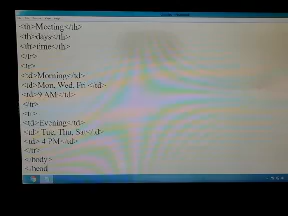 <th>Meeting</th>
<th>days</th>
<th>time</th>
</tr>
<tr>
<td>Morning</td>
<td>Mon, Wed, Fri</td>
<td>9 AM</td>
</tr>
<tr>
<td>Evening</td>
<td>Tue, Thu, Sat</td>
<td>4 PM</td>
</tr>
</body>
</head